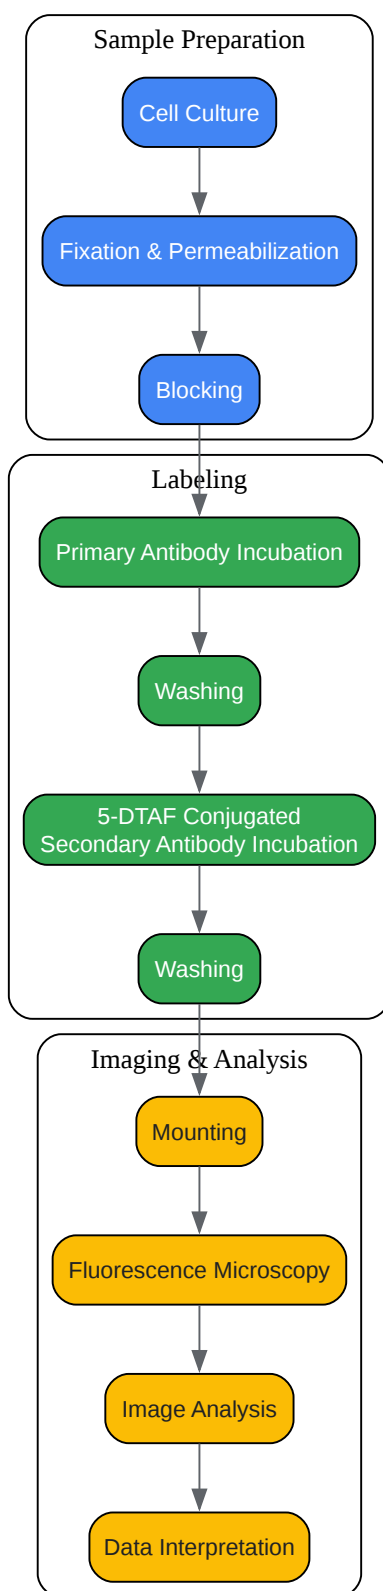 Sample Preparation
Cell Culture
Fixation & Permeabilization
Blocking
Labeling
Primary Antibody Incubation
Washing
5-DTAF Conjugated
Secondary Antibody Incubation
Washing
Imaging & Analysis
Mounting
Fluorescence Microscopy
Image Analysis
Data Interpretation